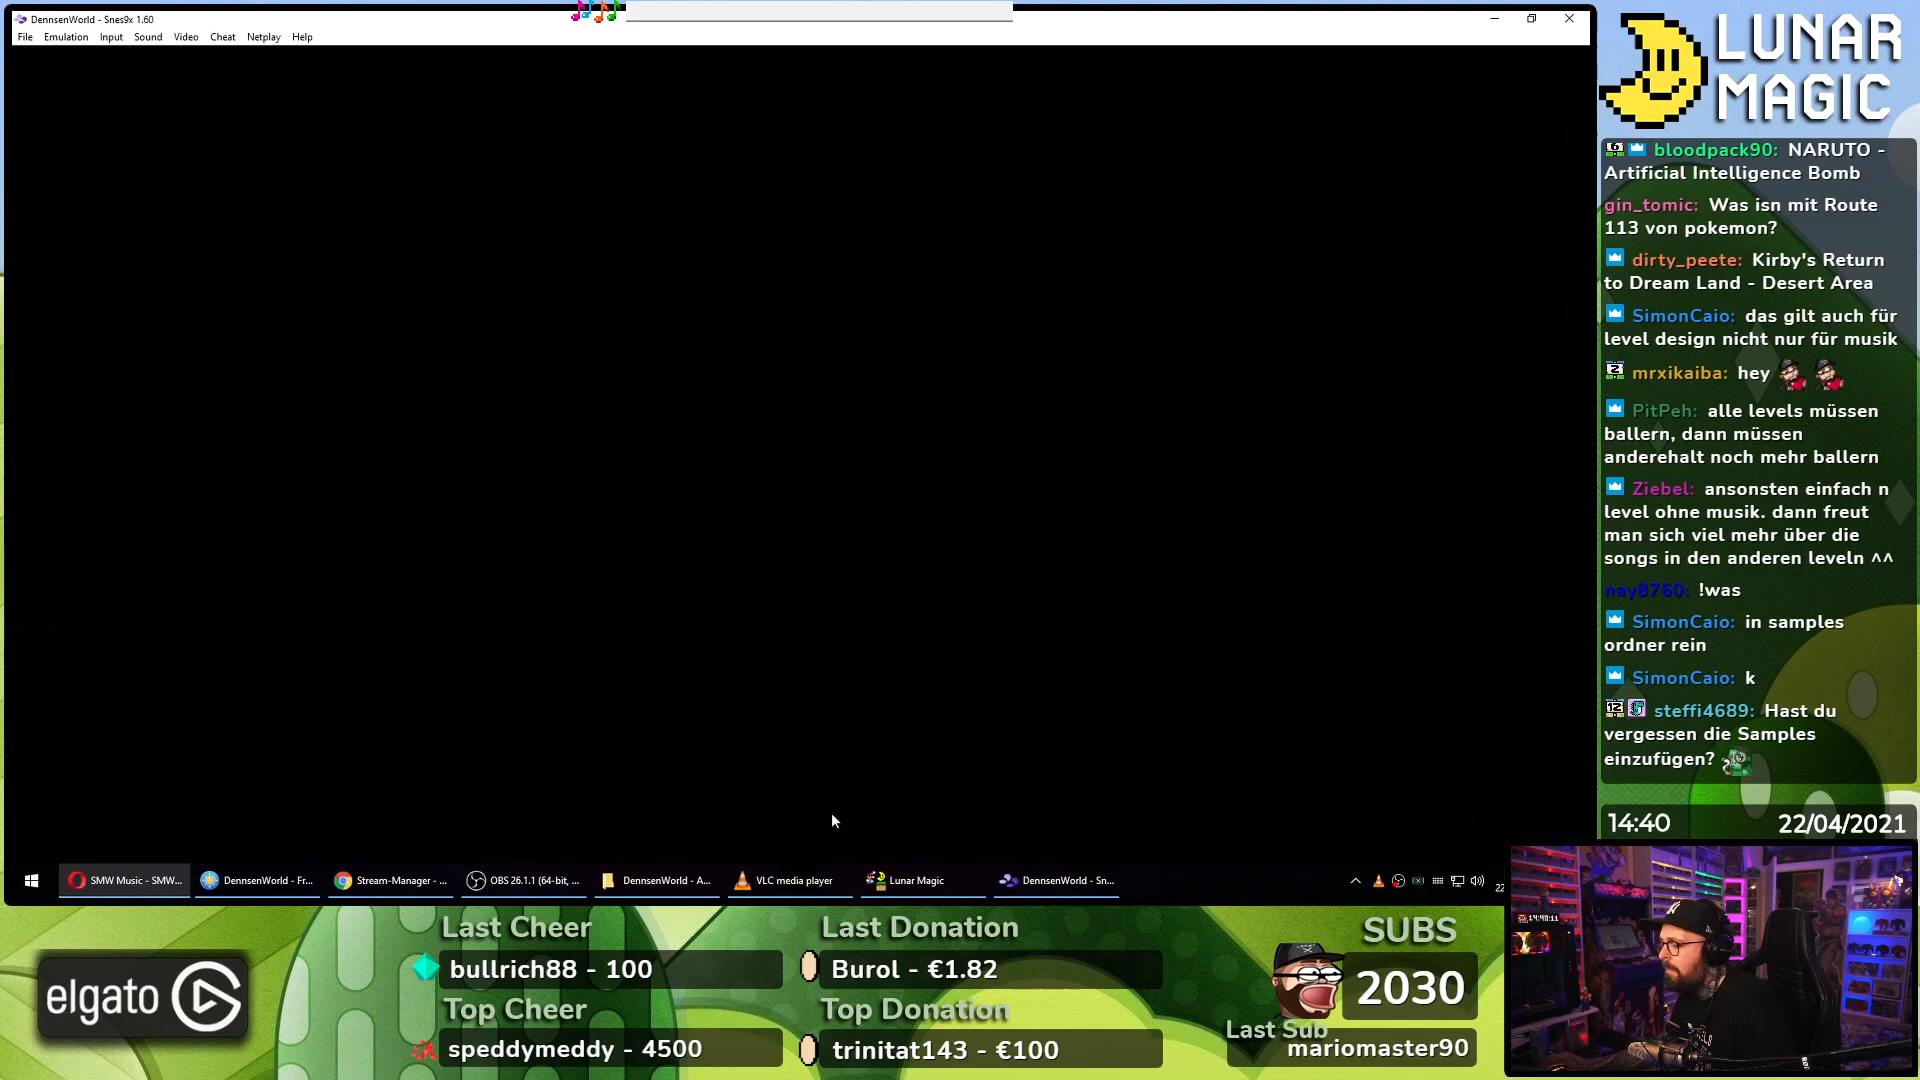 DennsenWorld - Snes9x 1.60
File Emulation Input Sound Video Cheat Netplay Help
LUNAR
MAGIC
bloodpack90: NARUTO -
Artificial Intelligence Bomb
gin_tomic: Was isn mit Route
113 von pokemon?
dirty_peete: Kirby's Return
to Dream Land - Desert Area
SimonCaio: das gilt auch für
level design nicht nur für musik
mrxikaiba: hey
PitPeh: alle levels müssen
ballern, dann müssen
anderehalt noch mehr ballern
Ziebel: ansonsten einfach n
level ohne musik. dann freut
man sich viel mehr über die
songs in den anderen leveln ^^
nay8760: !was
SimonCaio: in samples
ordner rein
SimonCaio: k
steffi4689: Hast du
vergessen die Samples
einzufügen?
14:40 22/04/2021
SMW Music - SMW... DennsenWorld - Fr... Stream-Manager - ... OBS 26.1.1 (64-bit, ... DennsenWorld - A... VLC media player Lunar Magic DennsenWorld - Sn... 22
14:40:11
elgato
Last Cheer
bullrich88 - 100
Top Cheer
speddymeddy - 4500
Last Donation
Burol - €1.82
Top Donation
trinitat143 - €100
SUBS
2030
Last Sub
mariomaster90